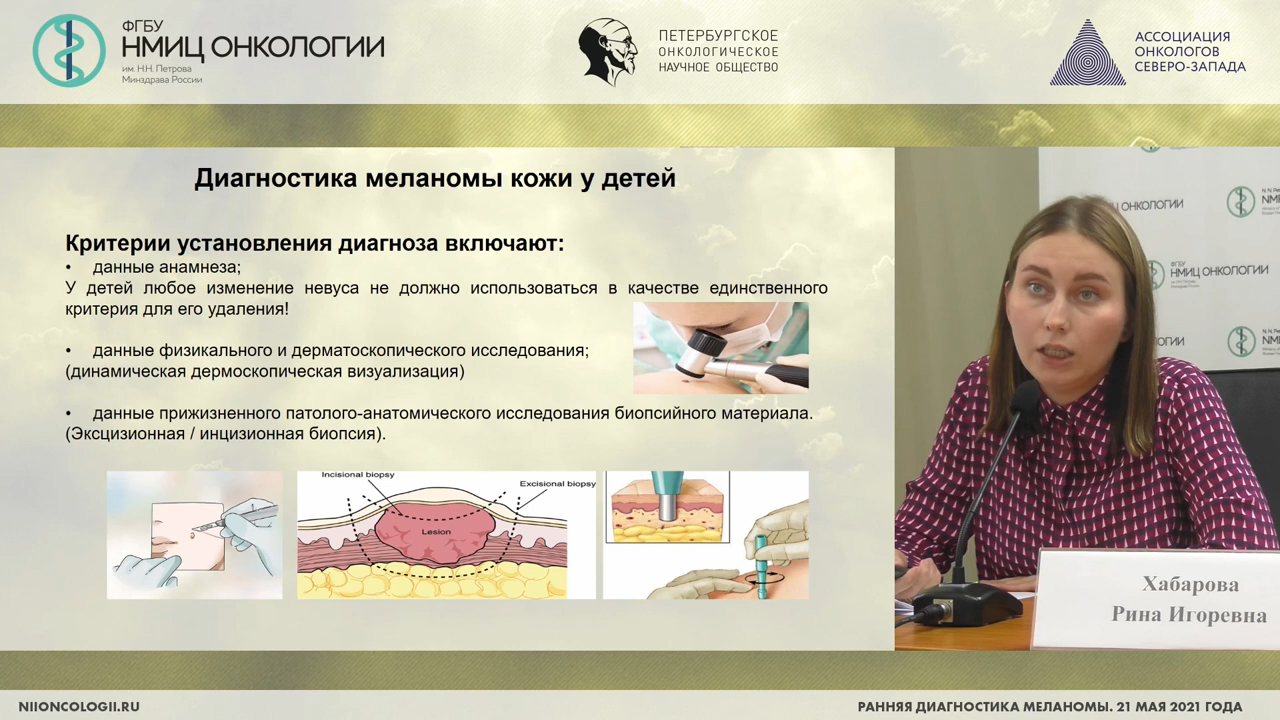 ФГБУ
НМИЦ ОНКОЛОГИИ
им. Н.Н. Петрова
Минздрава России
ПЕТЕРБУРГСКОЕ
ОНКОЛОГИЧЕСКОЕ
НАУЧНОЕ ОБЩЕСТВО
АССОЦИАЦИЯ
ОНКОЛОГОВ
СЕВЕРО-ЗАПАДА
Диагностика меланомы кожи у детей
Критерии установления диагноза включают:
• данные анамнеза;
У детей любое изменение невуса не должно использоваться в качестве единственного
критерия для его удаления!
• данные физикального и дерматоскопического исследования;
(динамическая дермоскопическая визуализация)
• данные прижизненного патолого-анатомического исследования биопсийного материала.
(Эксцизионная / инцизионная биопсия).
Incisional biopsy
Excisional biopsy
Lesion
ОНКОЛОГИИ
ФГБУ
НМИЦ ОНКОЛОГИИ
Хабарова
Рина Игоревна
NIIONCOLOGII.RU
РАННЯЯ ДИАГНОСТИКА МЕЛАНОМЫ. 21 МАЯ 2021 ГОДА